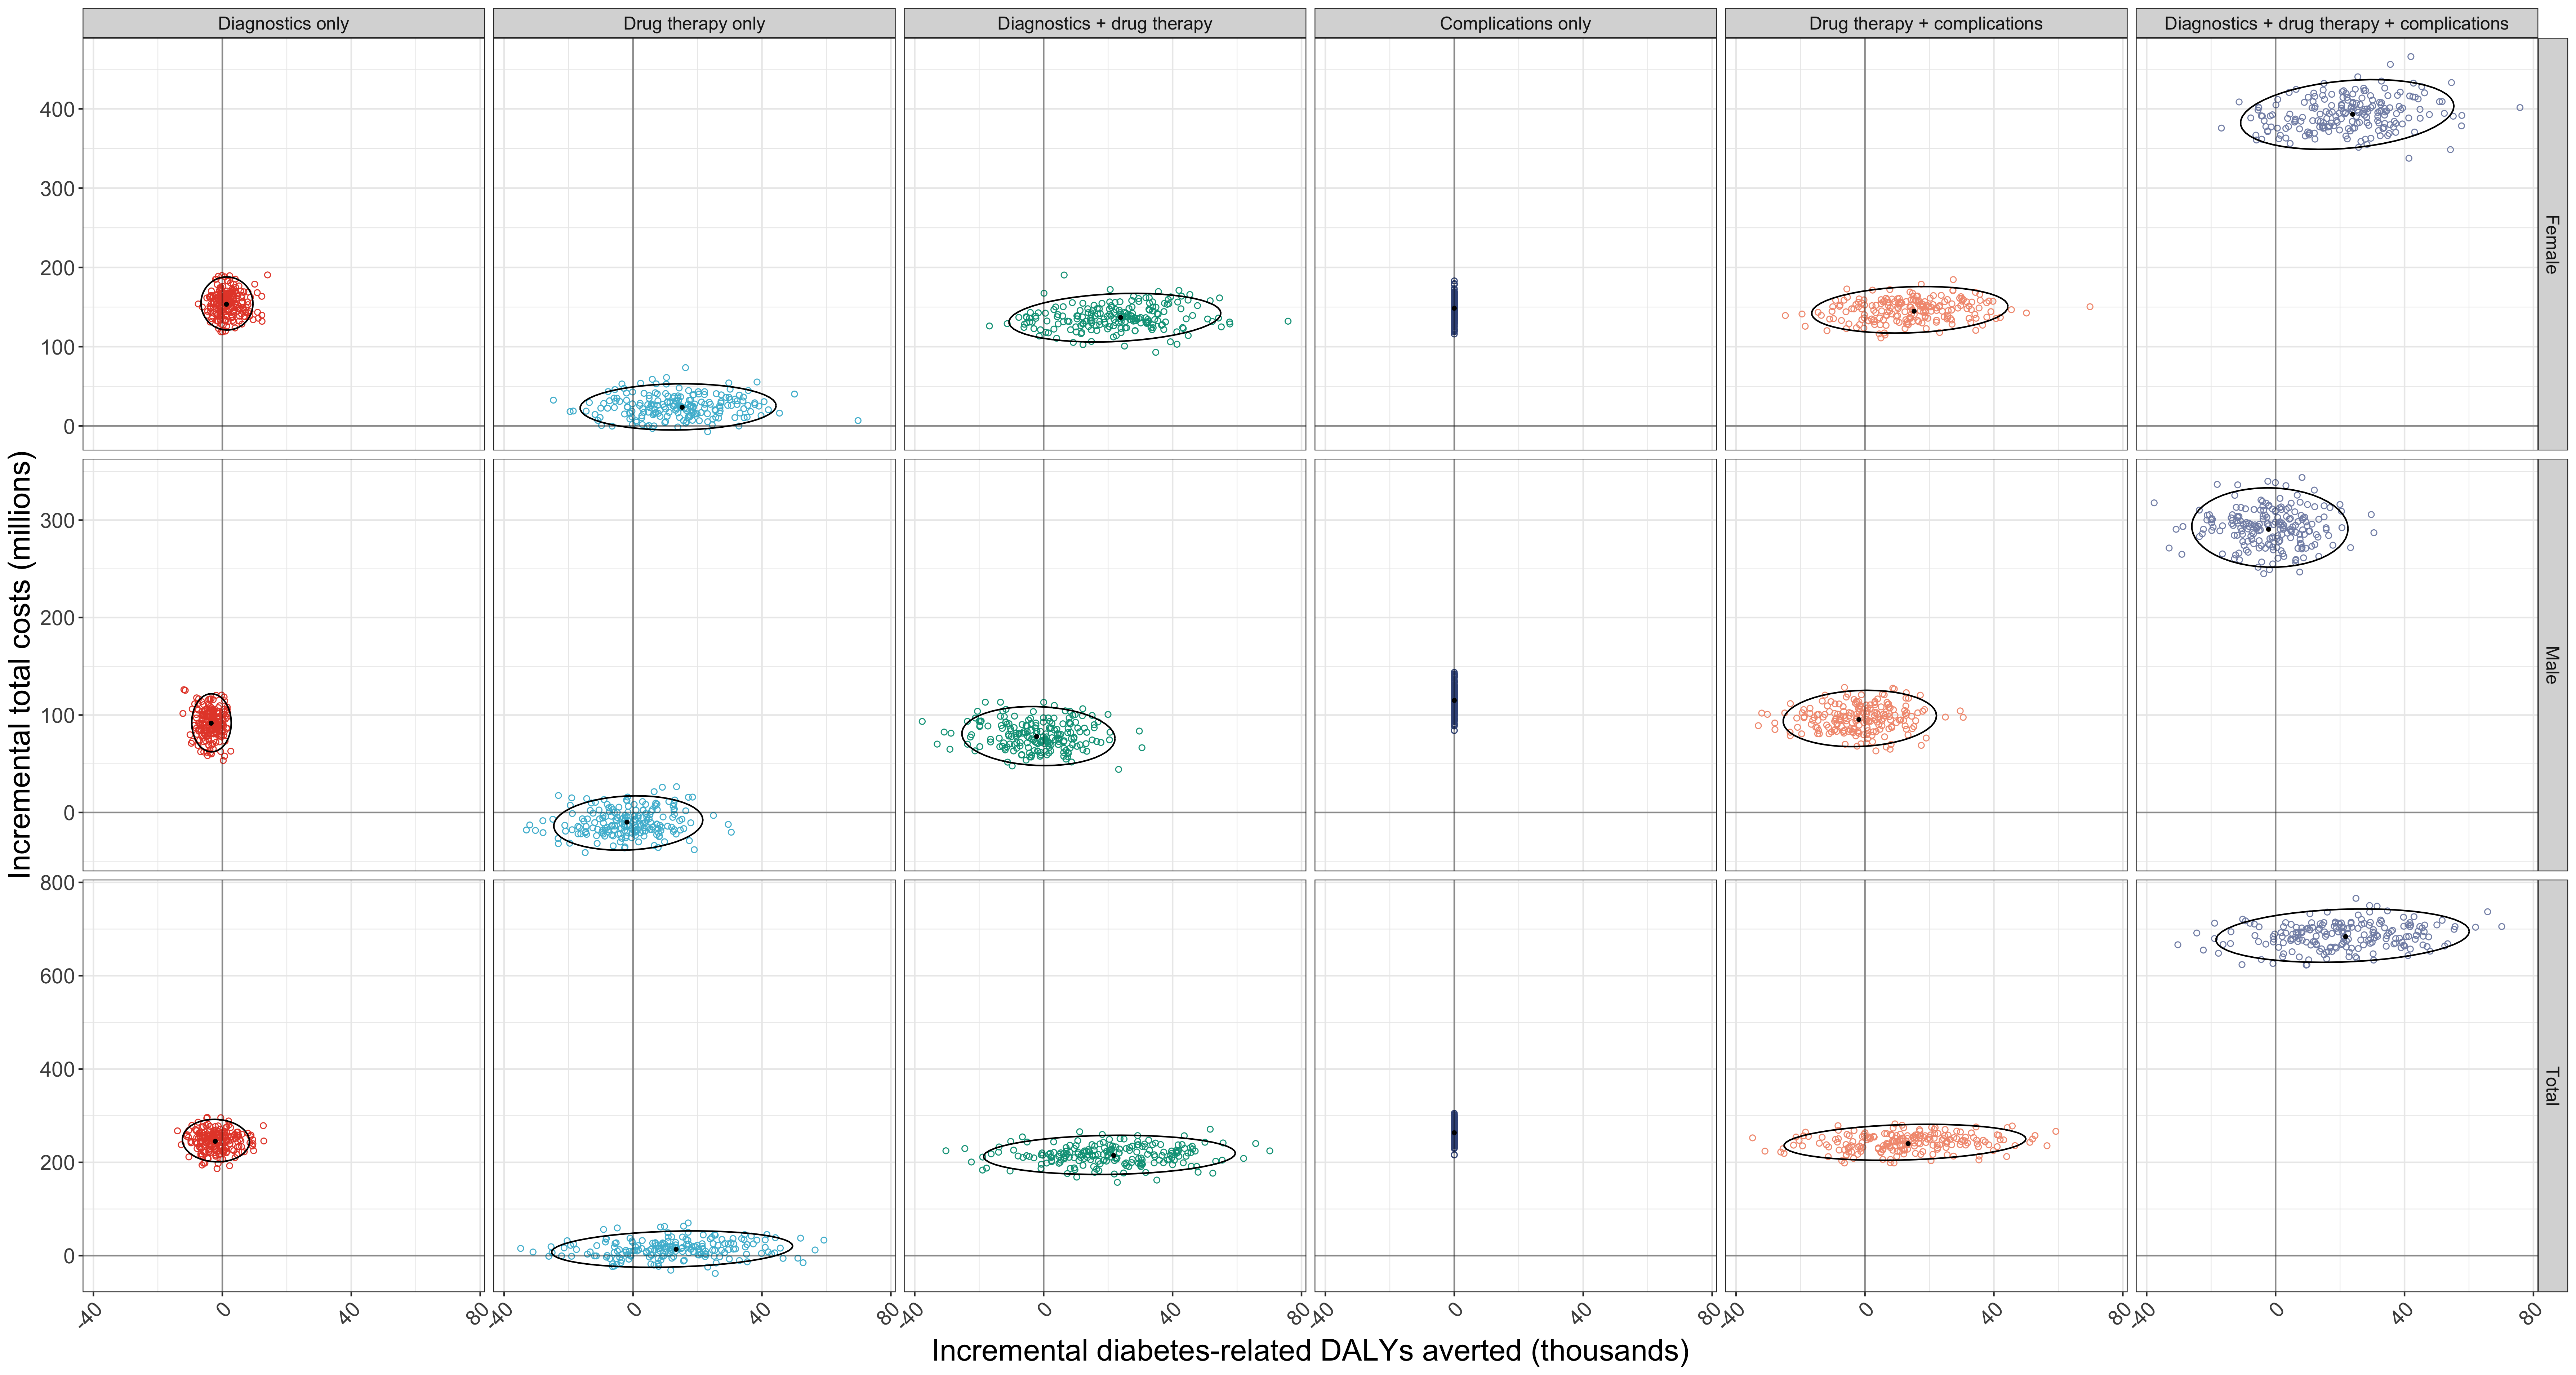 Diagnostics only
Drug therapy only
Diagnostics + drug therapy
Complications only
Drug therapy + complications
Diagnostics + drug therapy + complications
400
300
200
100
0
Female
300
200
100
0
Male
800
600
400
200
0
Total
-40 0 40 80
-40 0 40 80
-40 0 40 80
-40 0 40 80
-40 0 40 80
-40 0 40 80
Incremental total costs (millions)
Incremental diabetes-related DALYs averted (thousands)